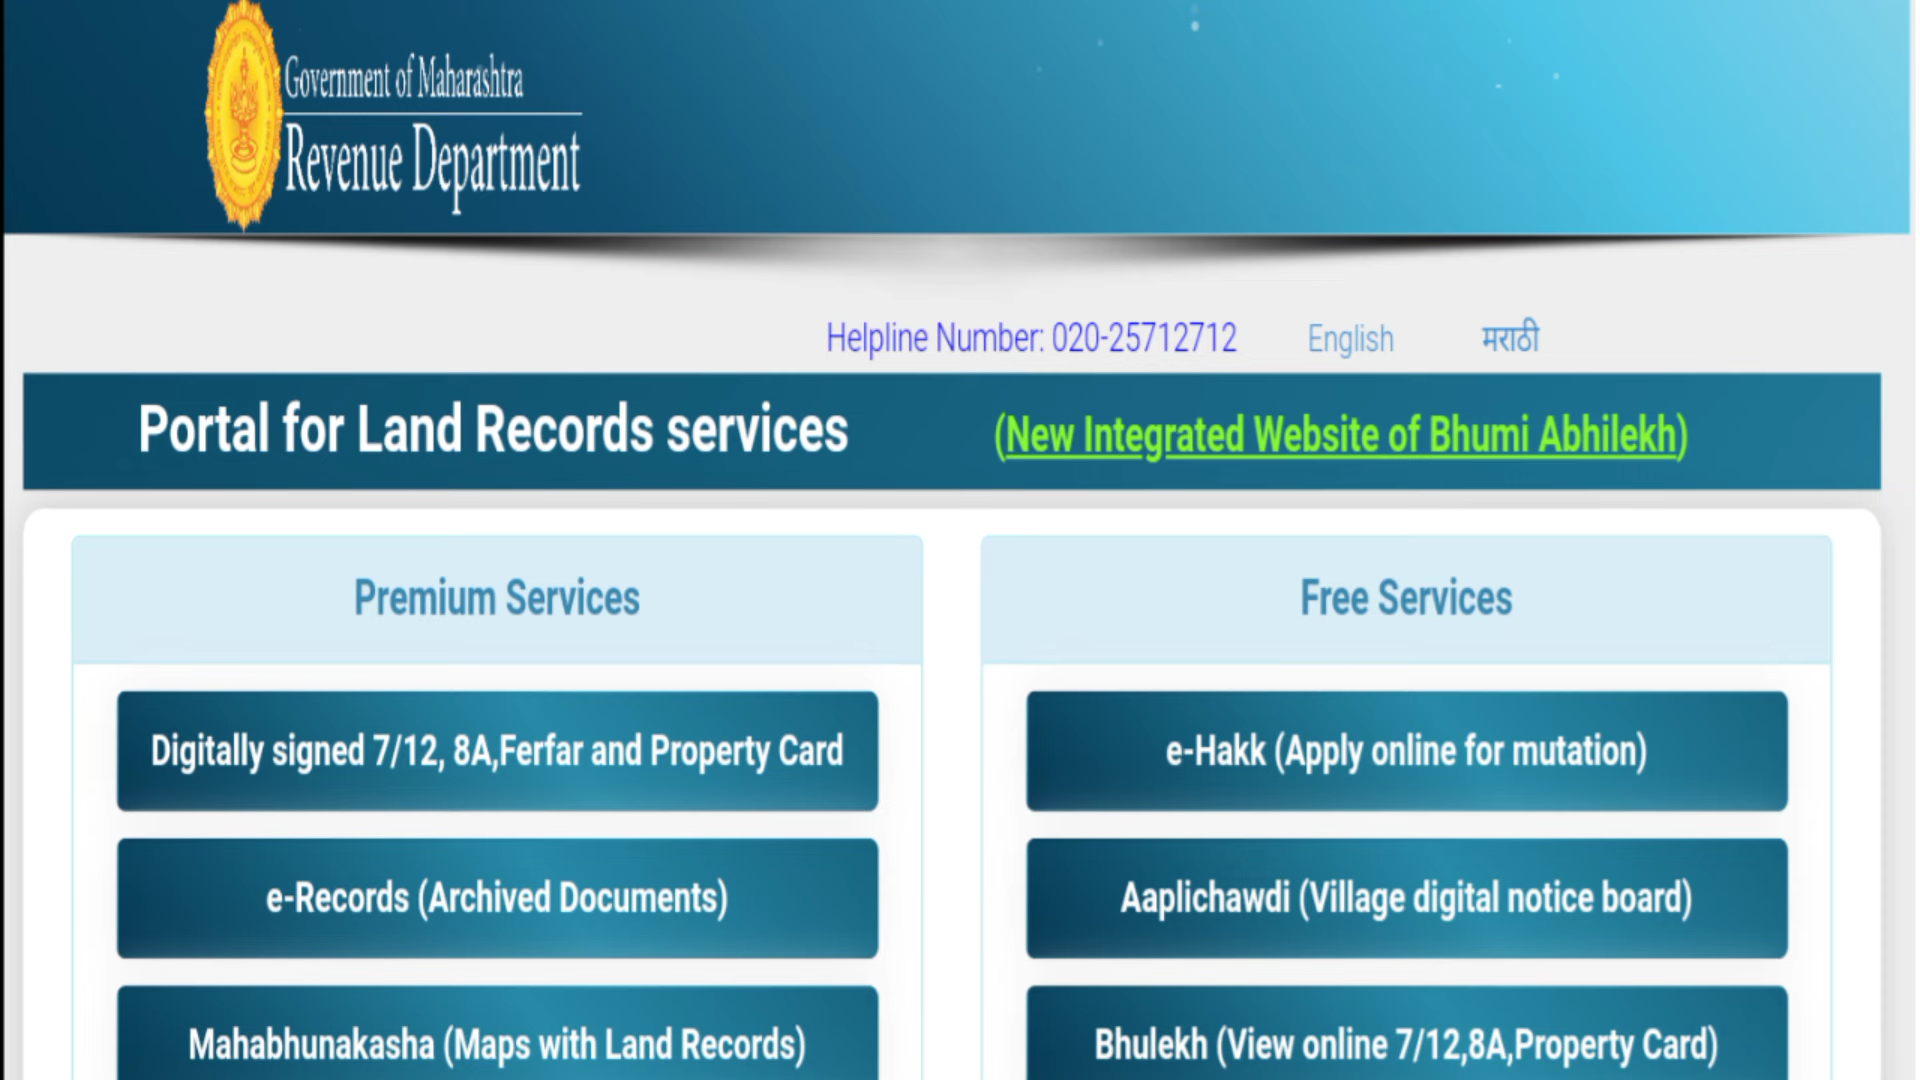 Government of Maharashtra
Revenue Department
Helpline Number: 020-25712712 English मराठी
Portal for Land Records services (New Integrated Website of Bhumi Abhilekh)
Premium Services
Free Services
Digitally signed 7/12, 8A,Ferfar and Property Card
e-Hakk (Apply online for mutation)
e-Records (Archived Documents)
Aaplichawdi (Village digital notice board)
Mahabhunakasha (Maps with Land Records)
Bhulekh (View online 7/12,8A,Property Card)